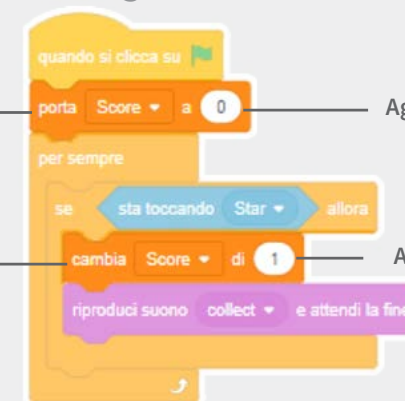 quando si clicca su
porta Score a 0
Ag
per sempre
se sta toccando Star allora
cambia Score di 1
A
riproduci suono collect e attendi la fine